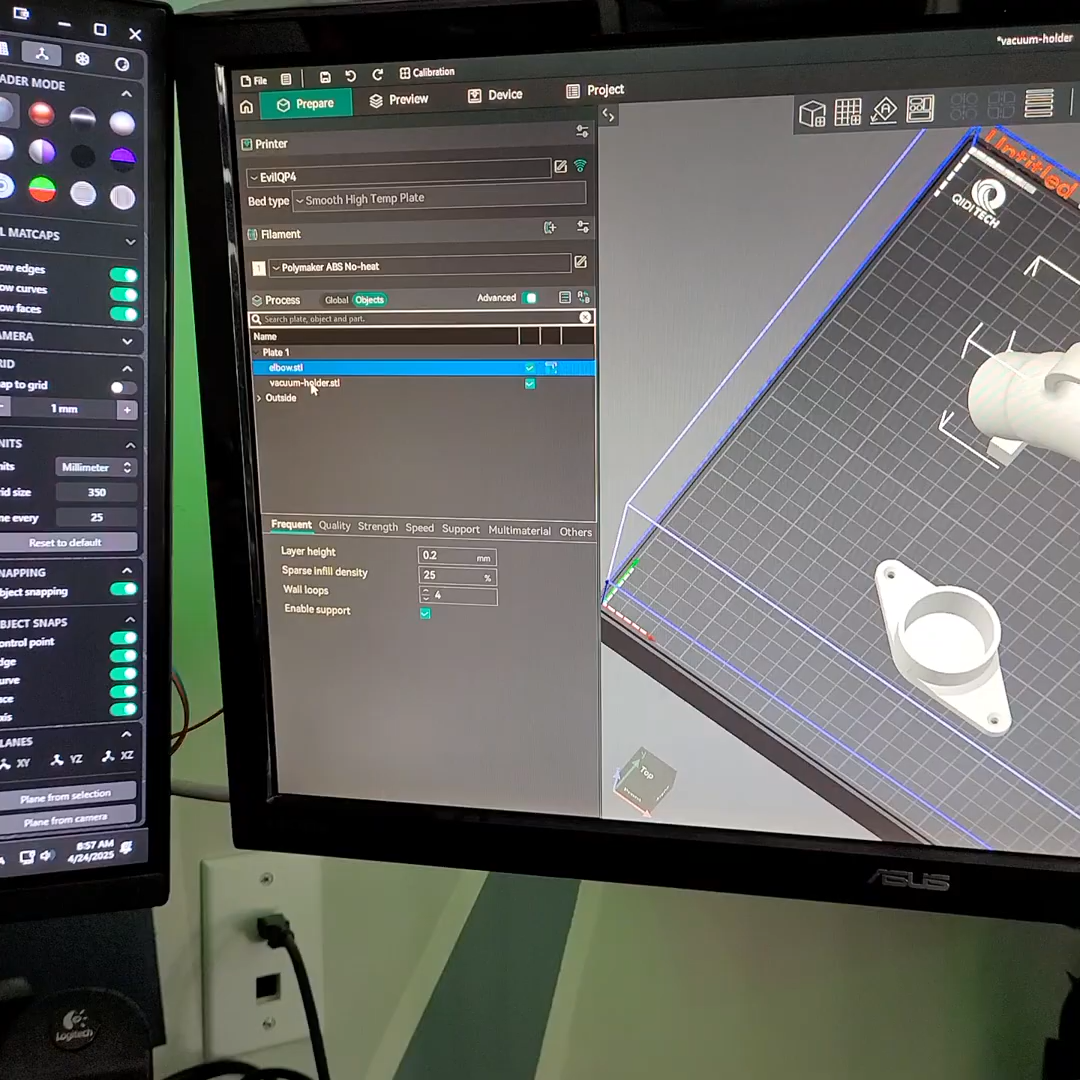 ADER MODE
L MATCAPS
ow edges
ow curves
ow faces
AMERA
RID
ap to grid
1 mm
NITS
nits
Millimeter
rid size
350
ne every
25
Reset to default
NAPPING
bject snapping
BJECT SNAPS
ontrol point
dge
urve
ace
xis
LANES
XY
YZ
XZ
Plane from selection
Plane from camera
8:57 AM
4/24/2025
logitech
*vacuum-holder
File
Calibration
Prepare
Preview
Device
Project
Printer
EvilQP4
Bed type
Smooth High Temp Plate
Filament
1
Polymaker ABS No-heat
Process
Global
Objects
Advanced
Search plate, object and part.
Name
Plate 1
elbow.stl
vacuum-holder.stl
Outside
Frequent
Quality
Strength
Speed
Support
Multimaterial
Others
Layer height
0.2
mm
Sparse infill density
25
%
Wall loops
4
Enable support
Untitled
QIDITECH
Top
Front
ASUS